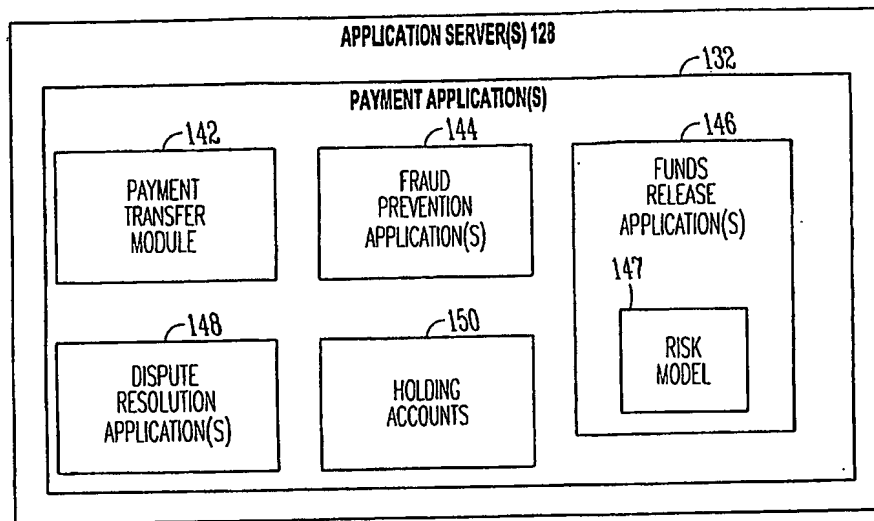 APPLICATION SERVER(S) 128
132
PAYMENT APPLICATION(S)
142
PAYMENT
TRANSFER
MODULE
144
FRAUD
PREVENTION
APPLICATION(S)
146
FUNDS
RELEASE
APPLICATION(S)
147
RISK
MODEL
148
DISPUTE
RESOLUTION
APPLICATION(S)
150
HOLDING
ACCOUNTS